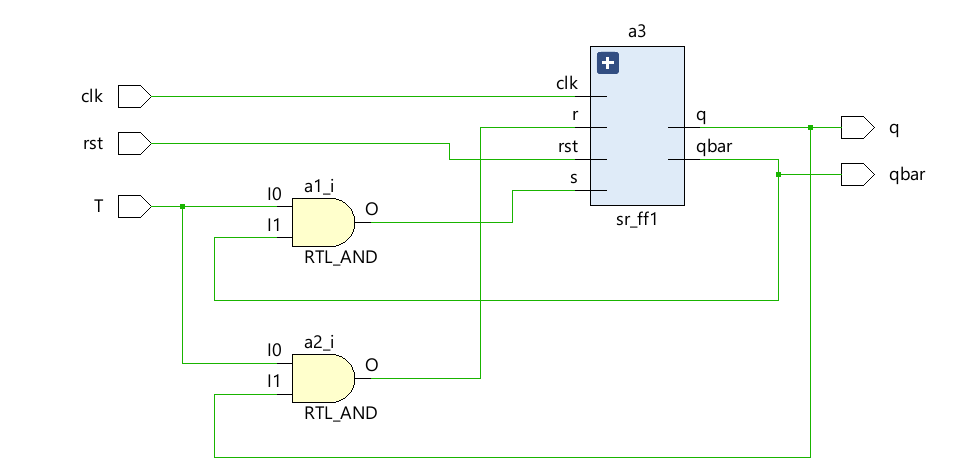 a3
clk
clk
r
q
q
rst
rst
qbar
s
qbar
T
I0
a1_i
O
I1
sr_ff1
RTL_AND
I0
a2_i
O
I1
RTL_AND